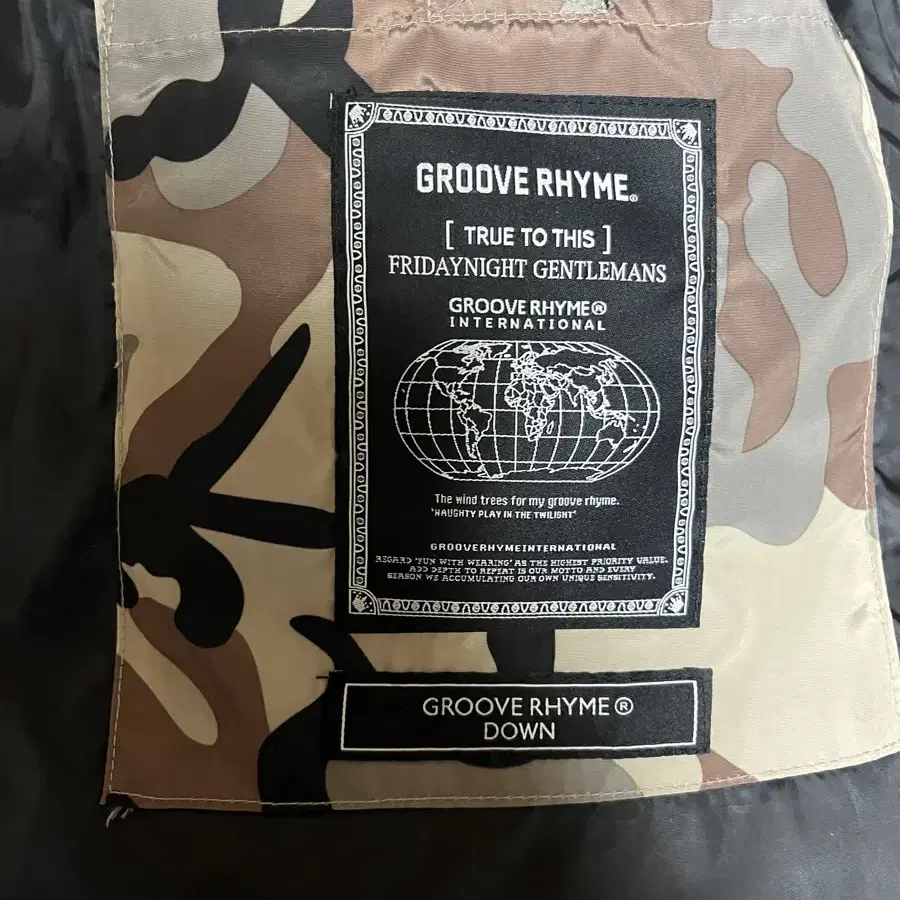 GROOVE RHYME®
[ TRUE TO THIS ]
FRIDAYNIGHT GENTLEMANS
GROOVE RHYME®
INTERNATIONAL
The wind trees for my groove rhyme.
'NAUGHTY PLAY IN THE TWILIGHT'
GROOVERHYMEINTERNATIONAL
REGARD 'FUN WITH WEARING' AS THE HIGHEST PRIORITY VALUE.
ADD DEPTH TO REPEAT IS OUR MOTTO AND EVERY
SEASON WE ACCUMULATING OUR OWN UNIQUE SENSITIVITY.
GROOVE RHYME®
DOWN